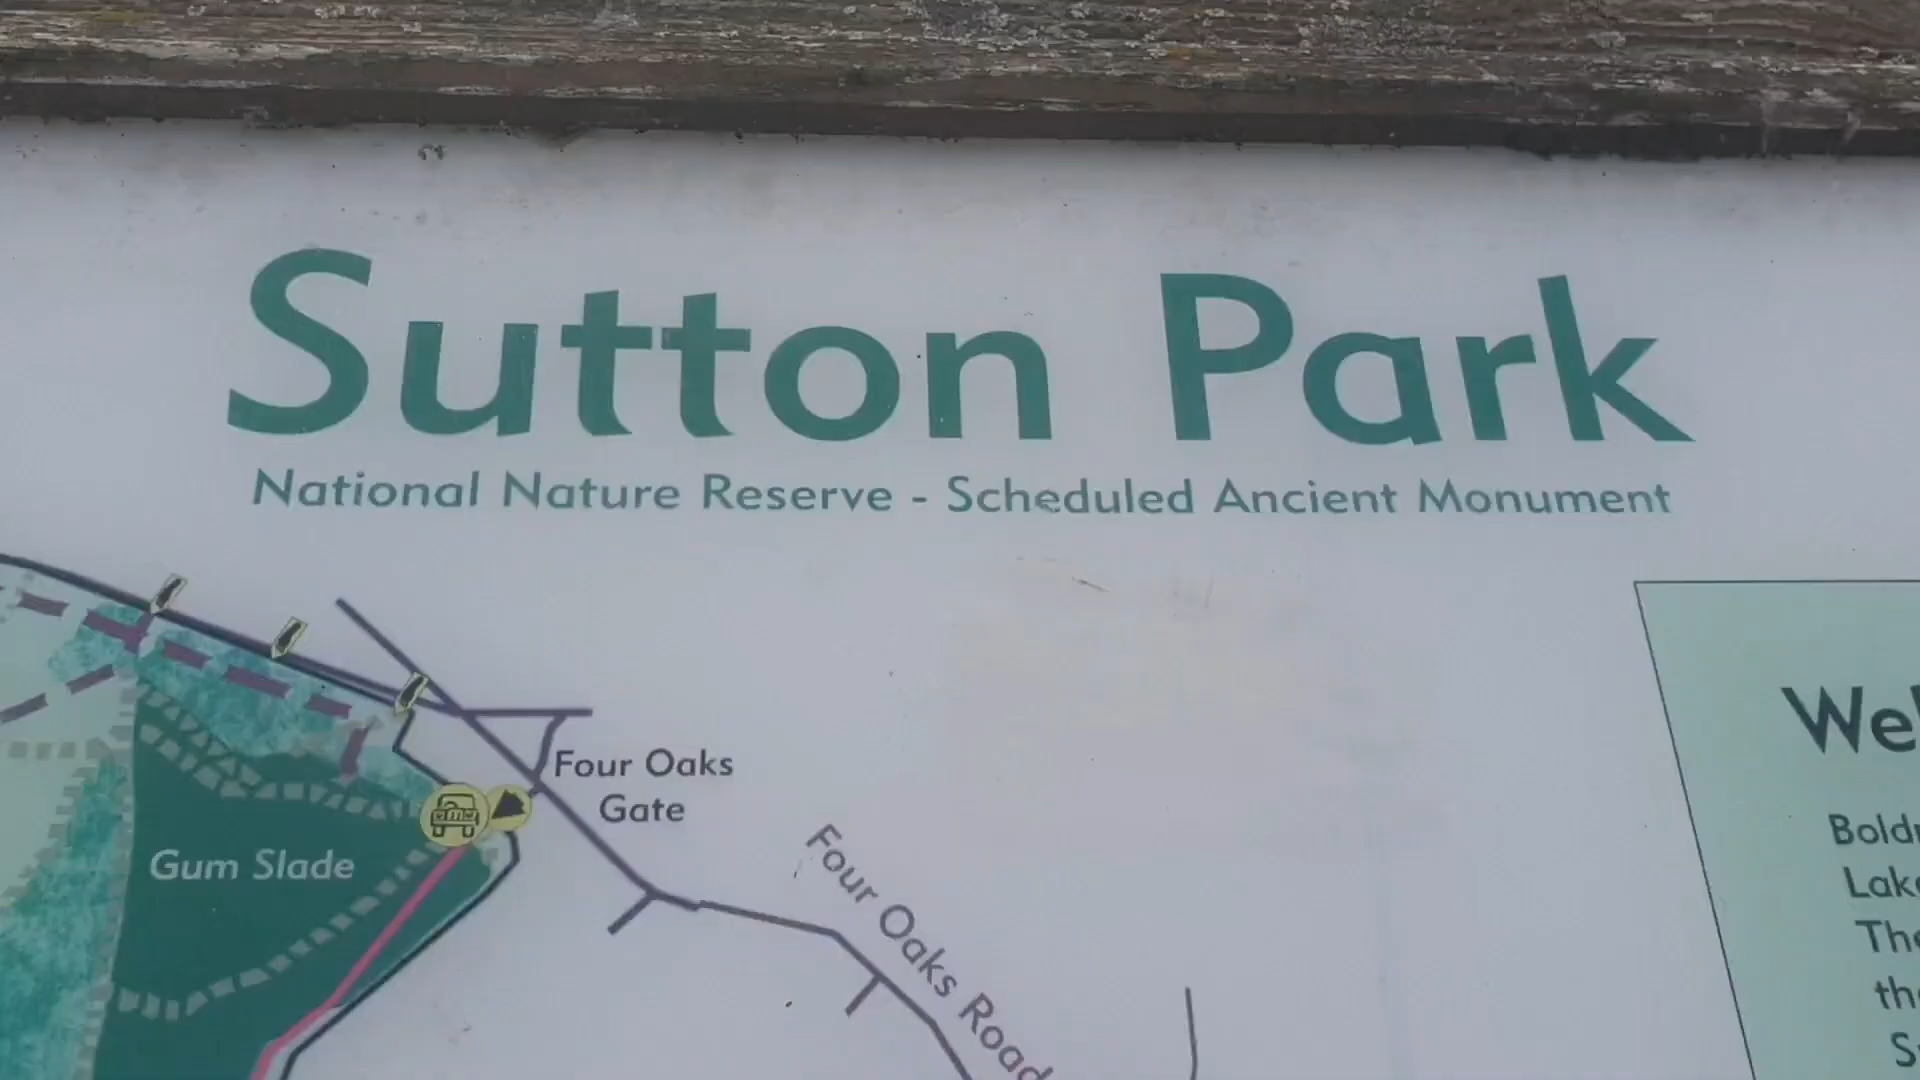 Sutton Park
National Nature Reserve - Scheduled Ancient Monument
Four Oaks
Gate
Gum Slade
Four Oaks Road